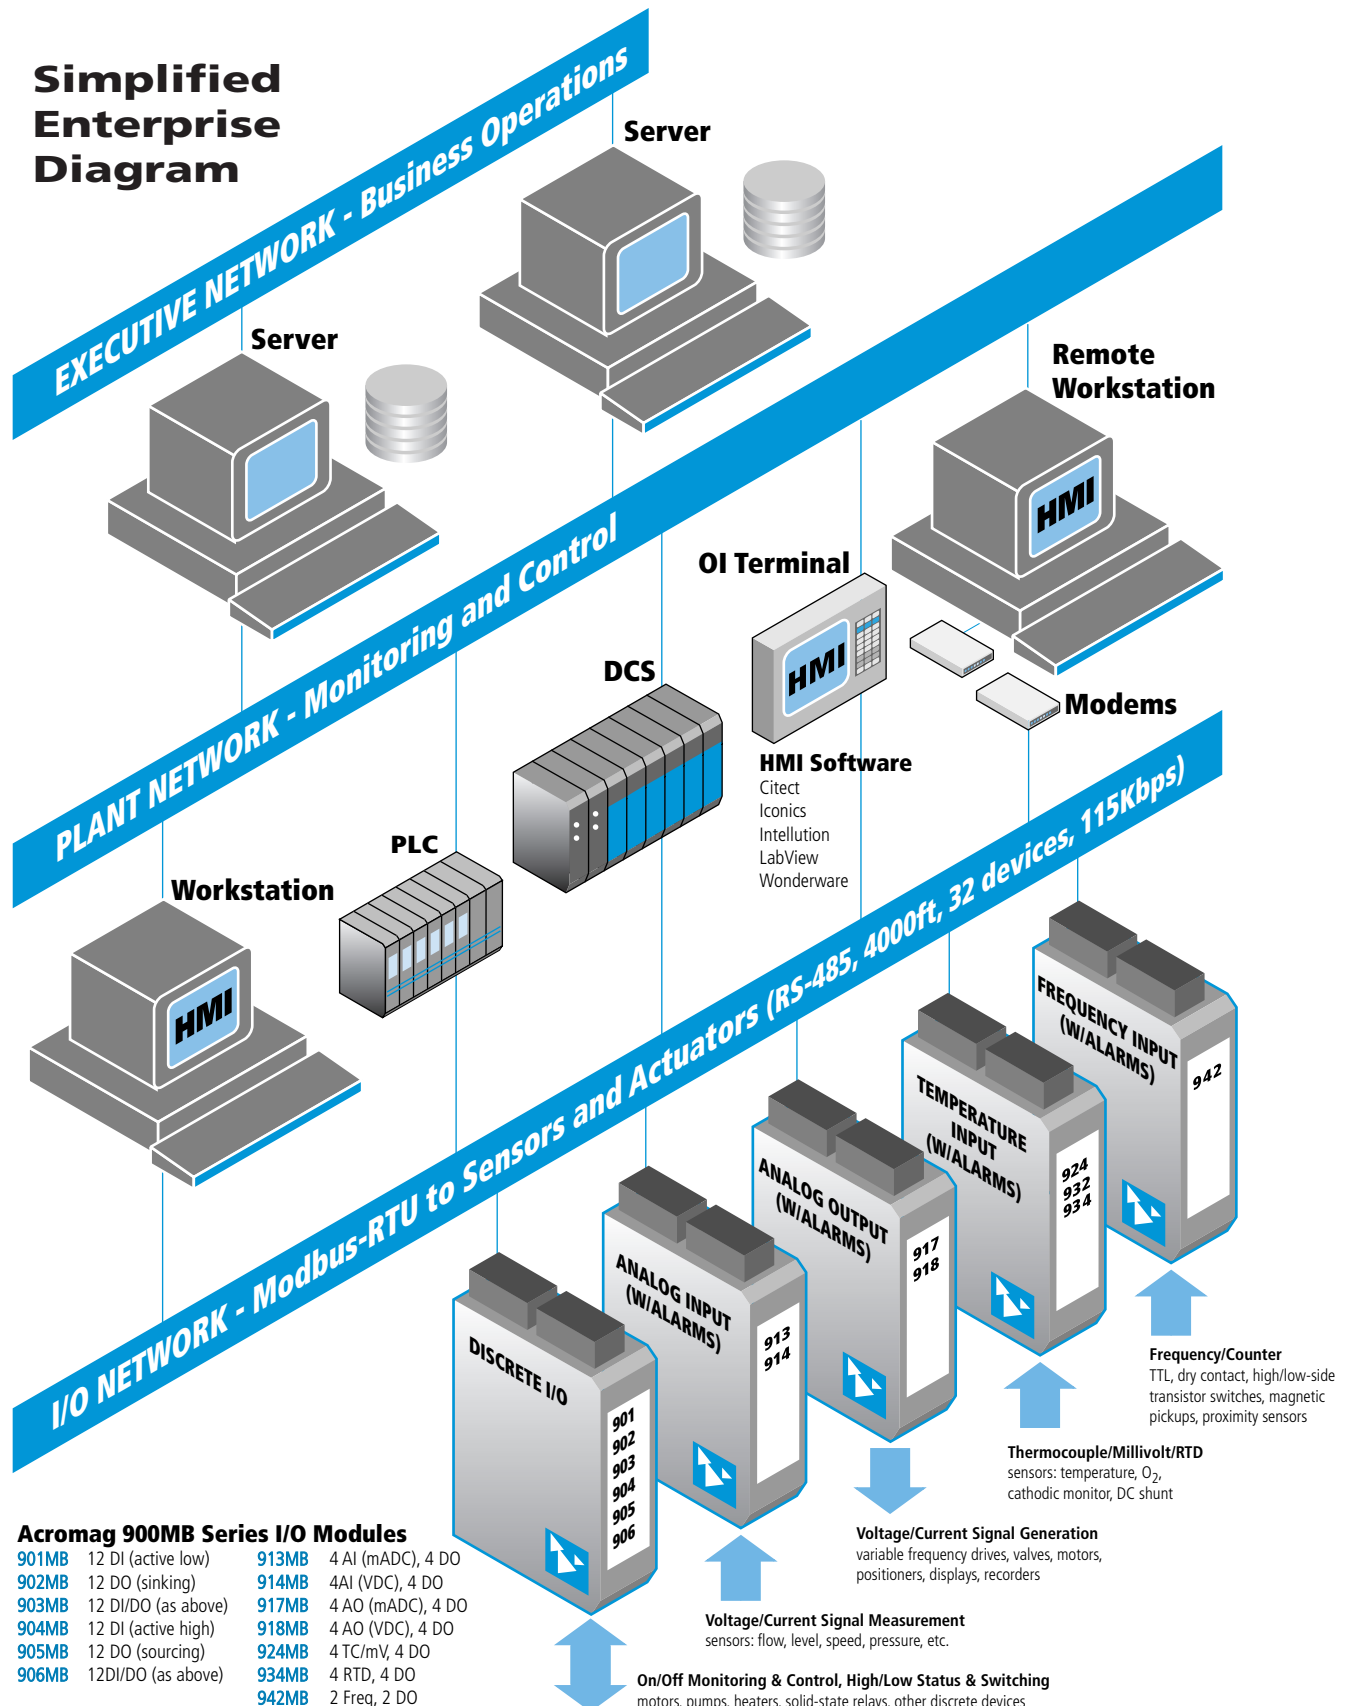 Simplified
Enterprise
Diagram
EXECUTIVE NETWORK - Business Operations
Server
Server
Remote
Workstation
HMI
PLANT NETWORK - Monitoring and Control
OI Terminal
HMI
DCS
Modems
HMI Software
Citect
Iconics
Intellution
LabView
Wonderware
PLC
Workstation
HMI
I/O NETWORK - Modbus-RTU to Sensors and Actuators (RS-485, 4000ft, 32 devices, 115Kbps)
FREQUENCY INPUT
(W/ALARMS)
942
TEMPERATURE
INPUT
(W/ALARMS)
924
932
934
ANALOG OUTPUT
(W/ALARMS)
917
918
ANALOG INPUT
(W/ALARMS)
913
914
DISCRETE I/O
901
902
903
904
905
906
Frequency/Counter
TTL, dry contact, high/low-side
transistor switches, magnetic
pickups, proximity sensors
Thermocouple/Millivolt/RTD
sensors: temperature, O2,
cathodic monitor, DC shunt
Voltage/Current Signal Generation
variable frequency drives, valves, motors,
positioners, displays, recorders
Voltage/Current Signal Measurement
sensors: flow, level, speed, pressure, etc.
On/Off Monitoring & Control, High/Low Status & Switching
motors, pumps, heaters, solid-state relays, other discrete devices
Acromag 900MB Series I/O Modules
901MB 12 DI (active low)
902MB 12 DO (sinking)
903MB 12 DI/DO (as above)
904MB 12 DI (active high)
905MB 12 DO (sourcing)
906MB 12DI/DO (as above)
913MB 4 AI (mADC), 4 DO
914MB 4AI (VDC), 4 DO
917MB 4 AO (mADC), 4 DO
918MB 4 AO (VDC), 4 DO
924MB 4 TC/mV, 4 DO
934MB 4 RTD, 4 DO
942MB 2 Freq, 2 DO